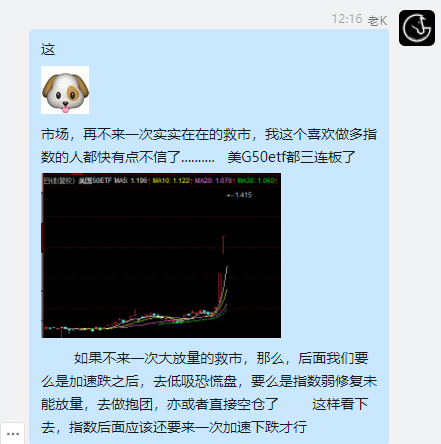 12:16 老K
这
市场，再不来一次实实在在的救市，我这个喜欢做多指
数的人都快有点不信了.......... 美G50etf都三连板了
日线(复权) 美国50ETF MA5: 1.196↑ MA10: 1.122↑ MA20: 1.076↑ MA30: 1.060↑
←1.415
如果不来一次大放量的救市，那么，后面我们要
么是加速跌之后，去低吸恐慌盘，要么是指数弱修复未
能放量，去做抱团，亦或者直接空仓了 这样看下
去，指数后面应该还要来一次加速下跌才行